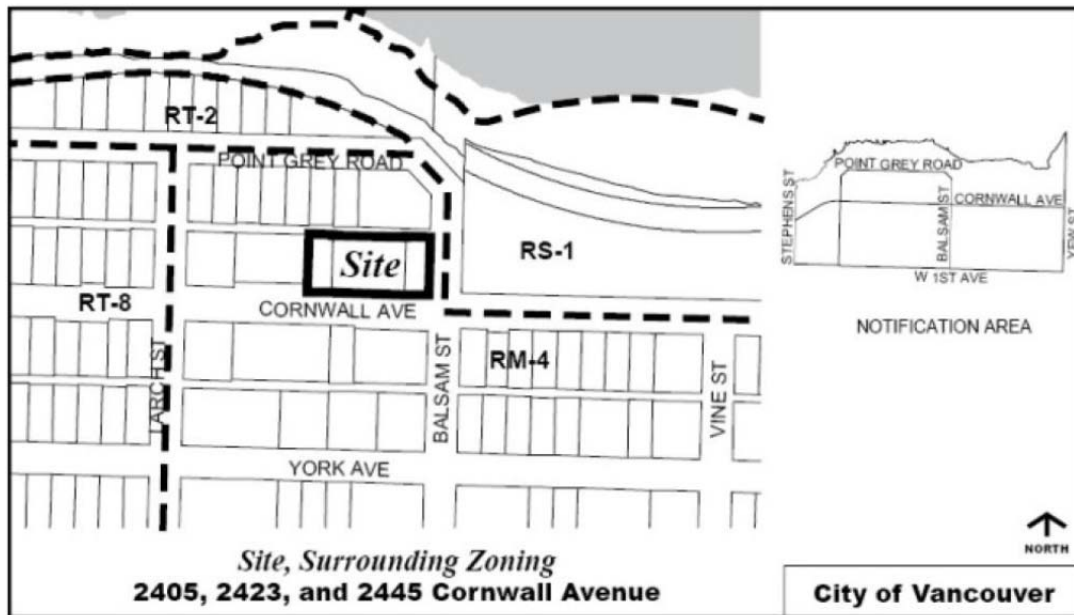 RT-2
POINT GREY ROAD
Site
RS-1
RT-8
CORNWALL AVE
LARCH ST
BALSAM ST
RM-4
VINE ST
YORK AVE
STEPHENS ST
POINT GREY ROAD
CORNWALL AVE
BALSAM ST
YEW ST
W 1ST AVE
NOTIFICATION AREA
NORTH
Site, Surrounding Zoning
2405, 2423, and 2445 Cornwall Avenue
City of Vancouver